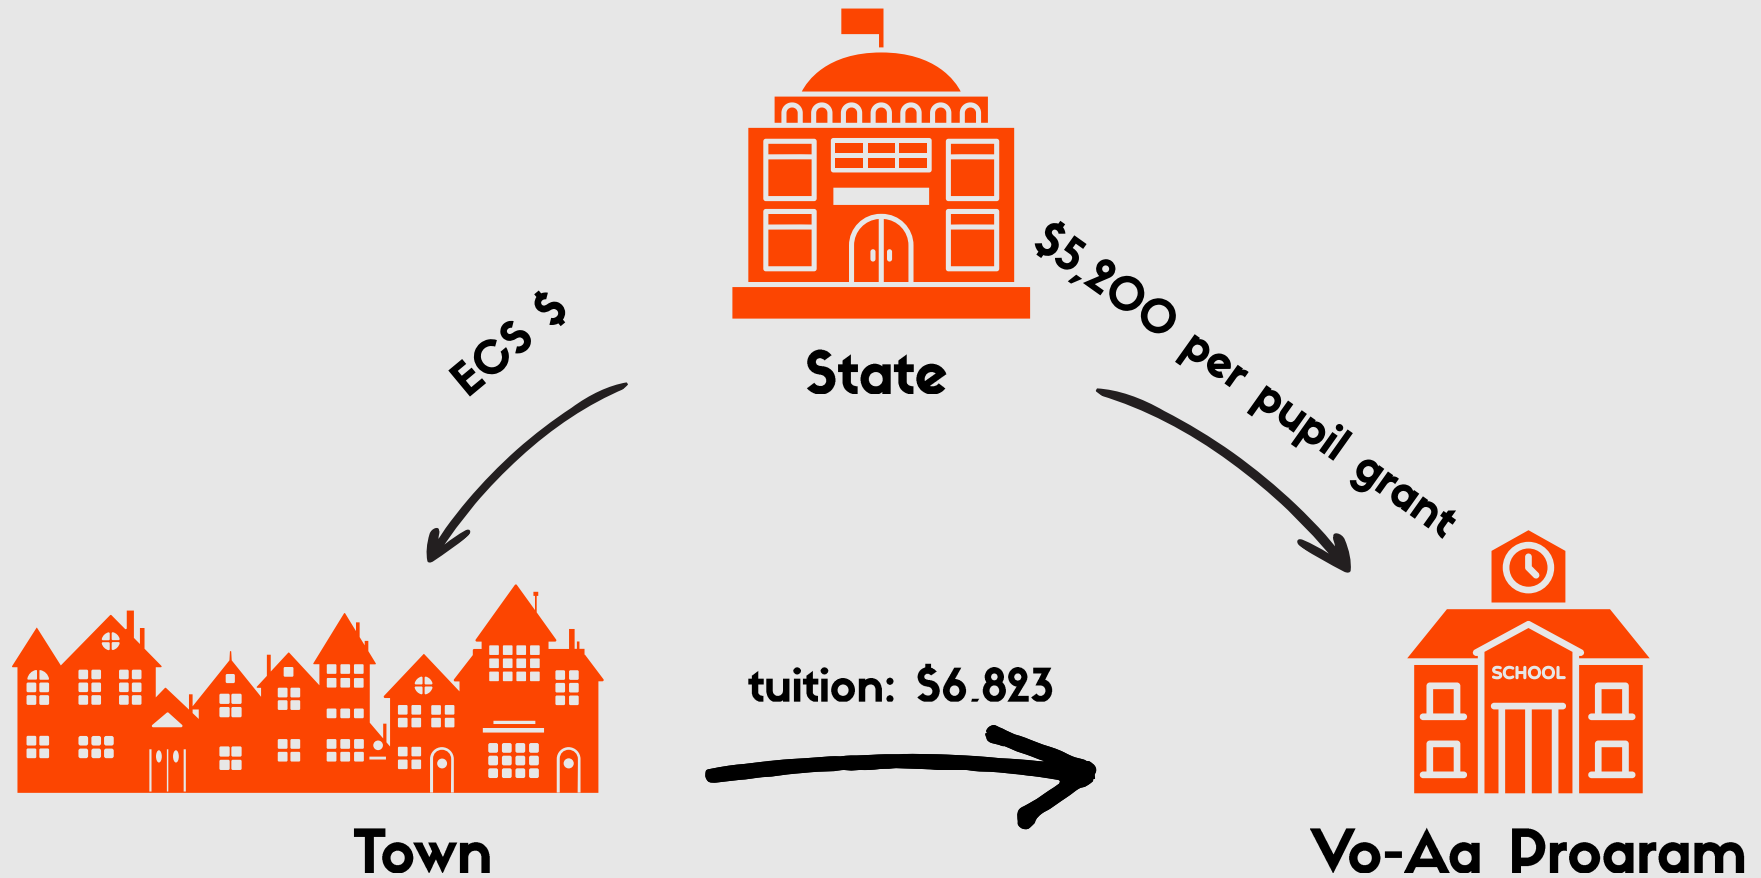 ECS $
$5,200 per pupil grant
State
SCHOOL
tuition: $6,823
Town
Vo-Ag Program